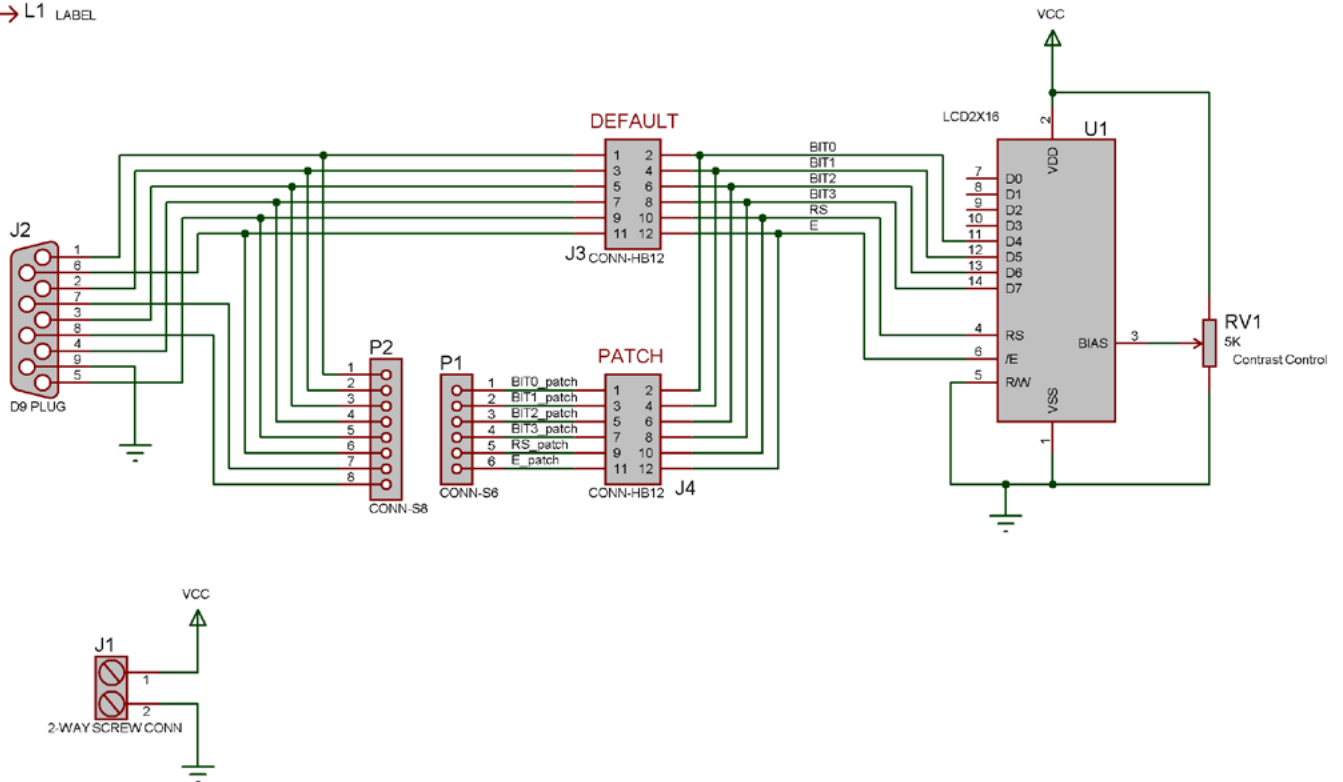 L1 LABEL
VCC
LCD2X16
U1
DEFAULT
1 2
3 4
5 6
7 8
9 10
11 12
J3 CONN-HB12
BIT0
BIT1
BIT2
BIT3
RS
E
2
VDD
7 D0
8 D1
9 D2
10 D3
11 D4
12 D5
13 D6
14 D7
4 RS
6 /E
5 R/W
BIAS 3
VSS
1
RV1
5K
Contrast Control
J2
1
6
2
7
3
8
4
9
5
D9 PLUG
P2
1
2
3
4
5
6
7
8
CONN-S8
P1
1 BIT0_patch
2 BIT1_patch
3 BIT2_patch
4 BIT3_patch
5 RS_patch
6 E_patch
CONN-S6
PATCH
1 2
3 4
5 6
7 8
9 10
11 12
CONN-HB12 J4
VCC
J1
1
2
2-WAY SCREW CONN